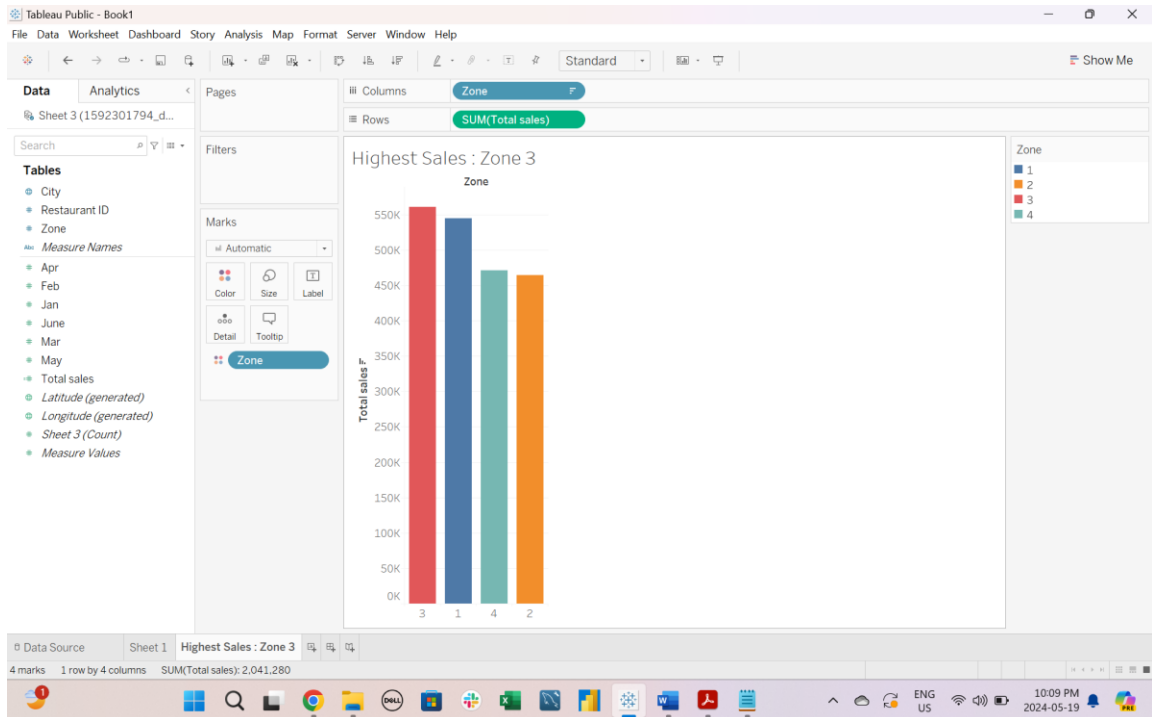 Tableau Public - Book1
File Data Worksheet Dashboard Story Analysis Map Format Server Window Help
Standard
Show Me
Data Analytics
Sheet 3 (1592301794_d...
Search
Tables
City
Restaurant ID
Zone
Abc Measure Names
Apr
Feb
Jan
June
Mar
May
Total sales
Latitude (generated)
Longitude (generated)
Sheet 3 (Count)
Measure Values
Pages
Filters
Marks
Automatic
Color Size Label
Detail Tooltip
Zone
Columns Zone
Rows SUM(Total sales)
Highest Sales : Zone 3
Zone
Total sales
550K
500K
450K
400K
350K
300K
250K
200K
150K
100K
50K
0K
3 1 4 2
Zone
1
2
3
4
Data Source Sheet 1 Highest Sales : Zone 3
4 marks 1 row by 4 columns SUM(Total sales): 2,041,280
1
DELL
ENG
US
10:09 PM
2024-05-19
PRE